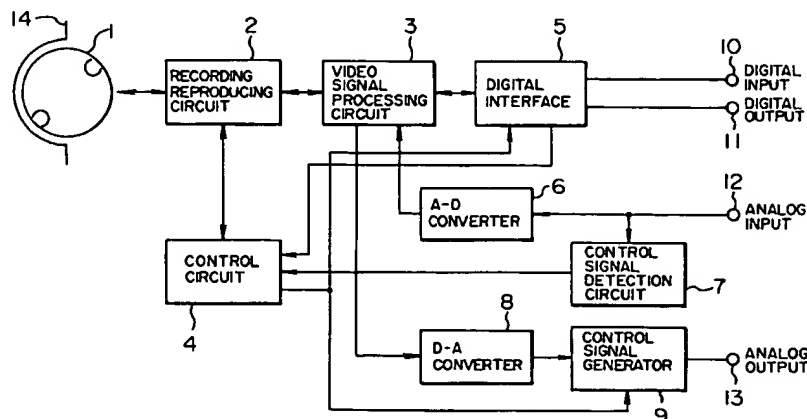 14
1
2
3
5
10
RECORDING
REPRODUCING
CIRCUIT
VIDEO
SIGNAL
PROCESSING
CIRCUIT
DIGITAL
INTERFACE
DIGITAL
INPUT
DIGITAL
OUTPUT
11
6
12
A-D
CONVERTER
ANALOG
INPUT
CONTROL
CIRCUIT
4
CONTROL
SIGNAL
DETECTION
CIRCUIT
7
8
D-A
CONVERTER
CONTROL
SIGNAL
GENERATOR
9
ANALOG
OUTPUT
13